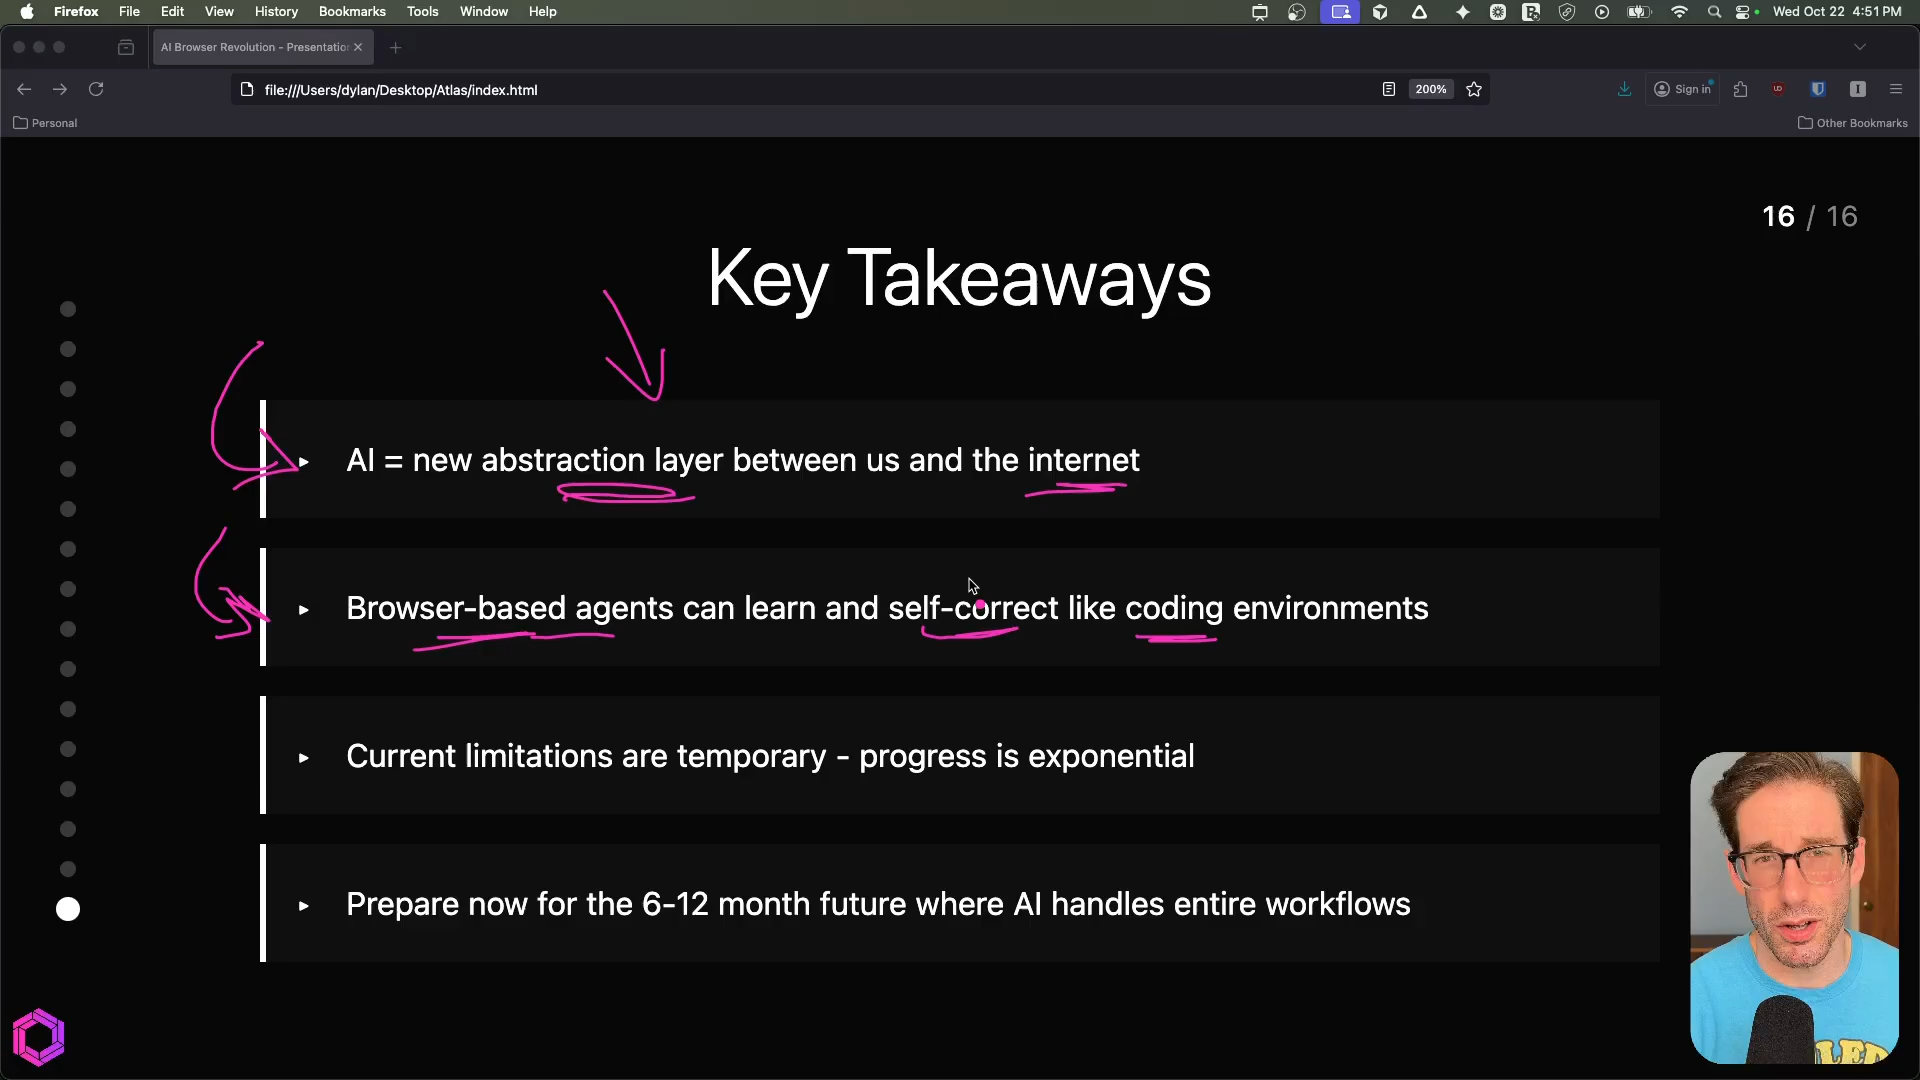 Firefox File Edit View History Bookmarks Tools Window Help Wed Oct 22 4:51 PM
AI Browser Revolution - Presentation
file:///Users/dylan/Desktop/Atlas/index.html 200% Sign in
Personal Other Bookmarks
16 / 16
Key Takeaways
AI = new abstraction layer between us and the internet
Browser-based agents can learn and self-correct like coding environments
Current limitations are temporary - progress is exponential
Prepare now for the 6-12 month future where AI handles entire workflows